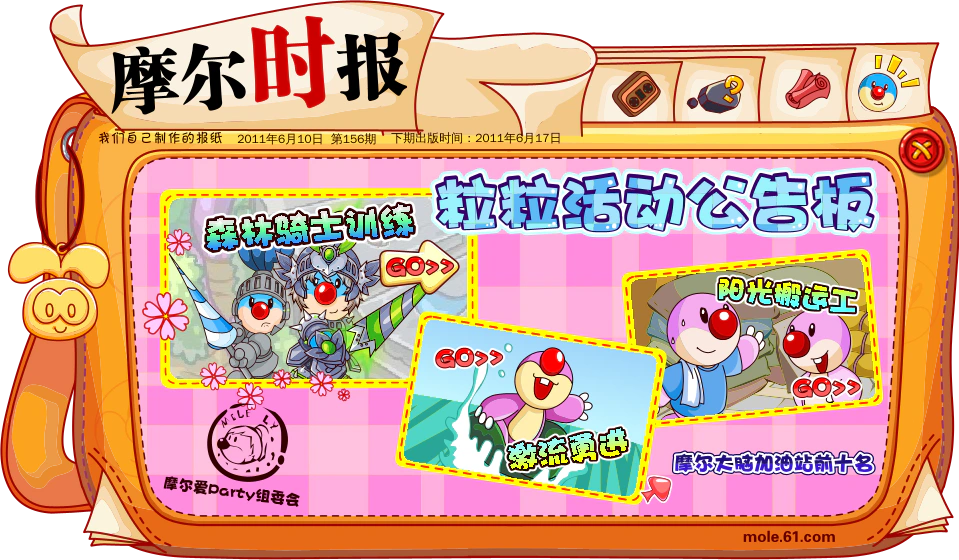 摩尔时报
我们自己制作的报纸 2011年6月10日 第156期 下期出版时间：2011年6月17日
粒粒活动公告板
森林骑士训练
GO>>
阳光搬运工
GO>>
GO>>
激流勇进
摩尔大脑加油站前十名
摩尔爱Party组委会
mole.61.com